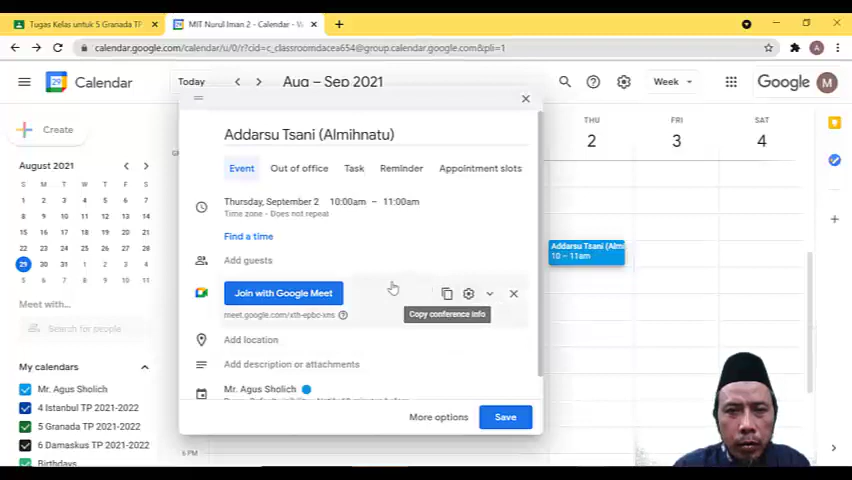 Tugas Kelas untuk 5 Granada TP
MIT Nurul Iman 2 - Calendar - W
calendar.google.com/calendar/u/0/r?cid=c_classroomdacea654@group.calendar.google.com&pli=1
A
29 Calendar
Today
Aug – Sep 2021
Week
Google
M
Create
Addarsu Tsani (Almihnatu)
THU FRI SAT
2 3 4
August 2021
Event Out of office Task Reminder Appointment slots
S M T W T F S
1 2 3 4 5 6 7
8 9 10 11 12 13 14
15 16 17 18 19 20 21
22 23 24 25 26 27 28
29 30 31 1 2 3 4
5 6 7 8 9 10 11
Thursday, September 2 10:00am – 11:00am
Time zone - Does not repeat
Find a time
Add guests
Addarsu Tsani (Almi
10 – 11am
Join with Google Meet
Copy conference info
meet.google.com/xth-epbc-xns
Meet with...
Search for people
Add location
Add description or attachments
My calendars
Mr. Agus Sholich
4 Istanbul TP 2021-2022
5 Granada TP 2021-2022
6 Damaskus TP 2021-2022
Birthdays
Mr. Agus Sholich
More options
Save
6 PM